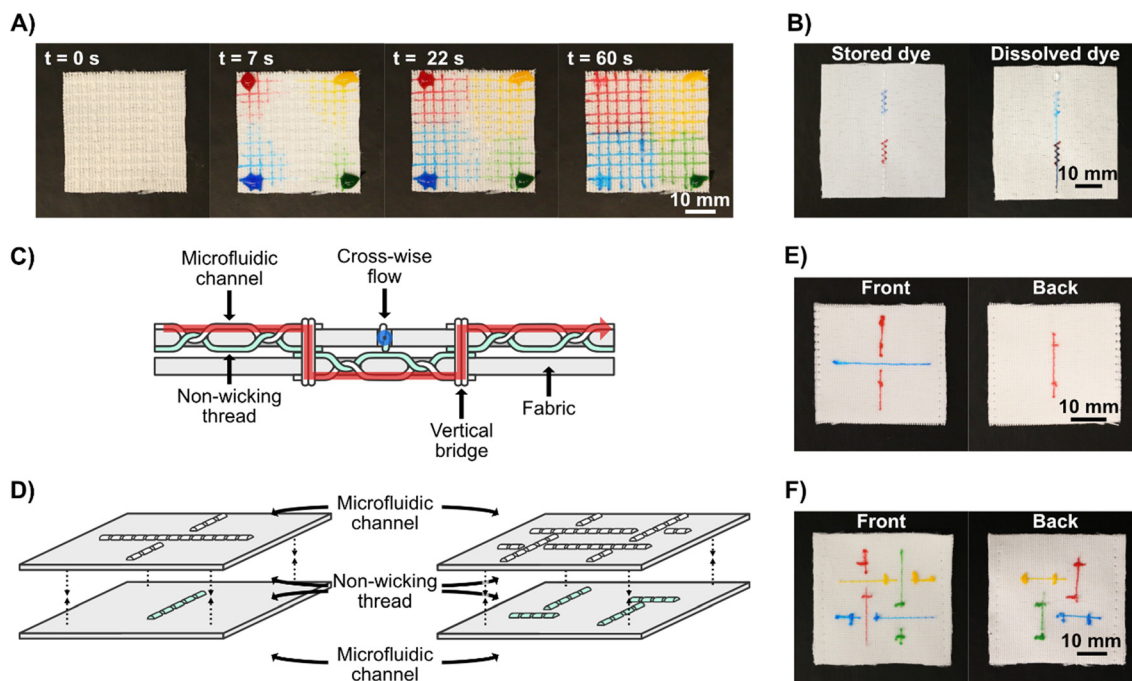 A)
t = 0 s
t = 7 s
t = 22 s
t = 60 s
10 mm
B)
Stored dye
Dissolved dye
10 mm
C)
Microfluidic
channel
Cross-wise
flow
Non-wicking
thread
Vertical
bridge
Fabric
E)
Front
Back
10 mm
D)
Microfluidic
channel
Non-wicking
thread
Microfluidic
channel
F)
Front
Back
10 mm